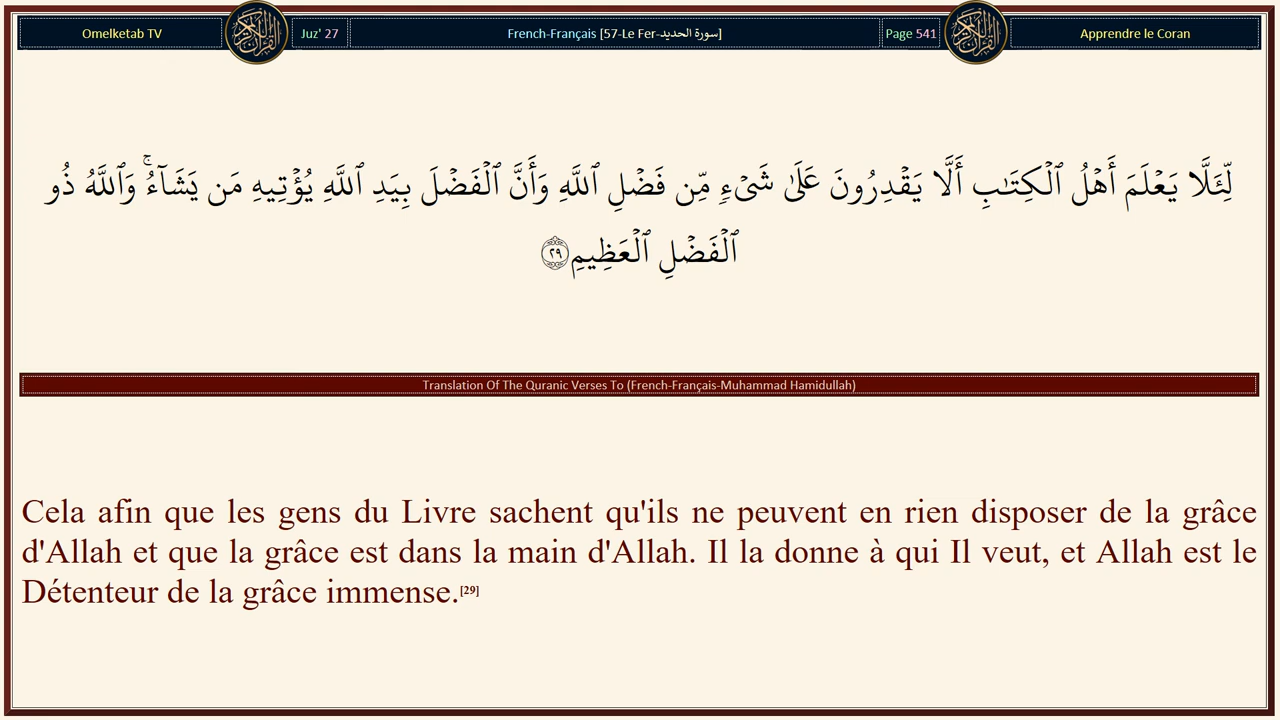 Omelketab TV
Juz' 27
French-Français [57-Le Fer-سورة الحديد]
Page 541
Apprendre le Coran
لِّئَلَّا يَعۡلَمَ أَهۡلُ ٱلۡكِتَٰبِ أَلَّا يَقۡدِرُونَ عَلَىٰ شَيۡءٖ مِّن فَضۡلِ ٱللَّهِ وَأَنَّ ٱلۡفَضۡلَ بِيَدِ ٱللَّهِ يُؤۡتِيهِ مَن يَشَآءُۚ وَٱللَّهُ ذُو
ٱلۡفَضۡلِ ٱلۡعَظِيمِ ٢٩
Translation Of The Quranic Verses To (French-Français-Muhammad Hamidullah)
Cela afin que les gens du Livre sachent qu'ils ne peuvent en rien disposer de la grâce
d'Allah et que la grâce est dans la main d'Allah. Il la donne à qui Il veut, et Allah est le
Détenteur de la grâce immense.[29]